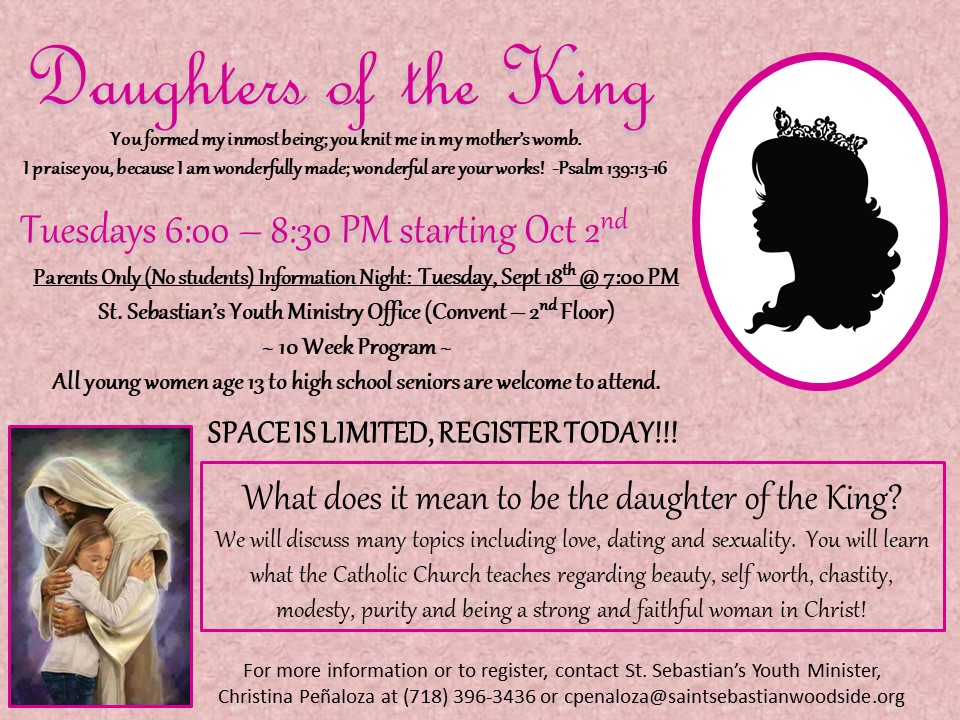 Daughters of the King
You formed my inmost being; you knit me in my mother's womb.
I praise you, because I am wonderfully made; wonderful are your works! -Psalm 139:13-16
Tuesdays 6:00 – 8:30 PM starting Oct 2nd
Parents Only (No students) Information Night: Tuesday, Sept 18th @ 7:00 PM
St. Sebastian's Youth Ministry Office (Convent – 2nd Floor)
~ 10 Week Program ~
All young women age 13 to high school seniors are welcome to attend.
SPACE IS LIMITED, REGISTER TODAY!!!
What does it mean to be the daughter of the King?
We will discuss many topics including love, dating and sexuality. You will learn
what the Catholic Church teaches regarding beauty, self worth, chastity,
modesty, purity and being a strong and faithful woman in Christ!
For more information or to register, contact St. Sebastian's Youth Minister,
Christina Peñaloza at (718) 396-3436 or cpenaloza@saintsebastianwoodside.org